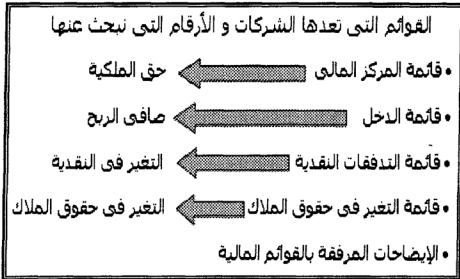 القوائم التى تعدها الشركات و الأرقام التى نبحث عنها
• قائمة المركز المالى حق الملكية
• قائمة الدخل صافى الربح
• قائمة التدفقات النقدية التغير فى النقدية
• قائمة التغير فى حقوق الملاك التغير فى حقوق الملاك
• الإيضاحات المرفقة بالقوائم المالية